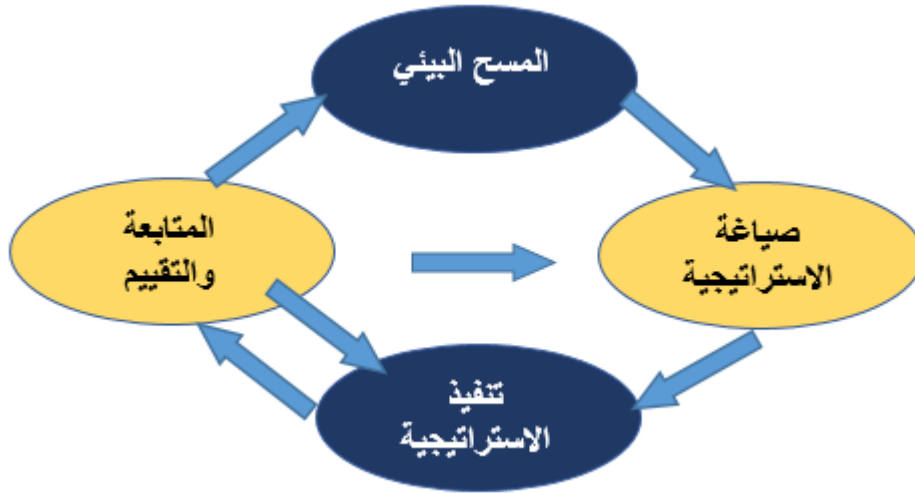 المسح البيئي
صياغة
الاستراتيجية
تنفيذ
الاستراتيجية
المتابعة
والتقييم